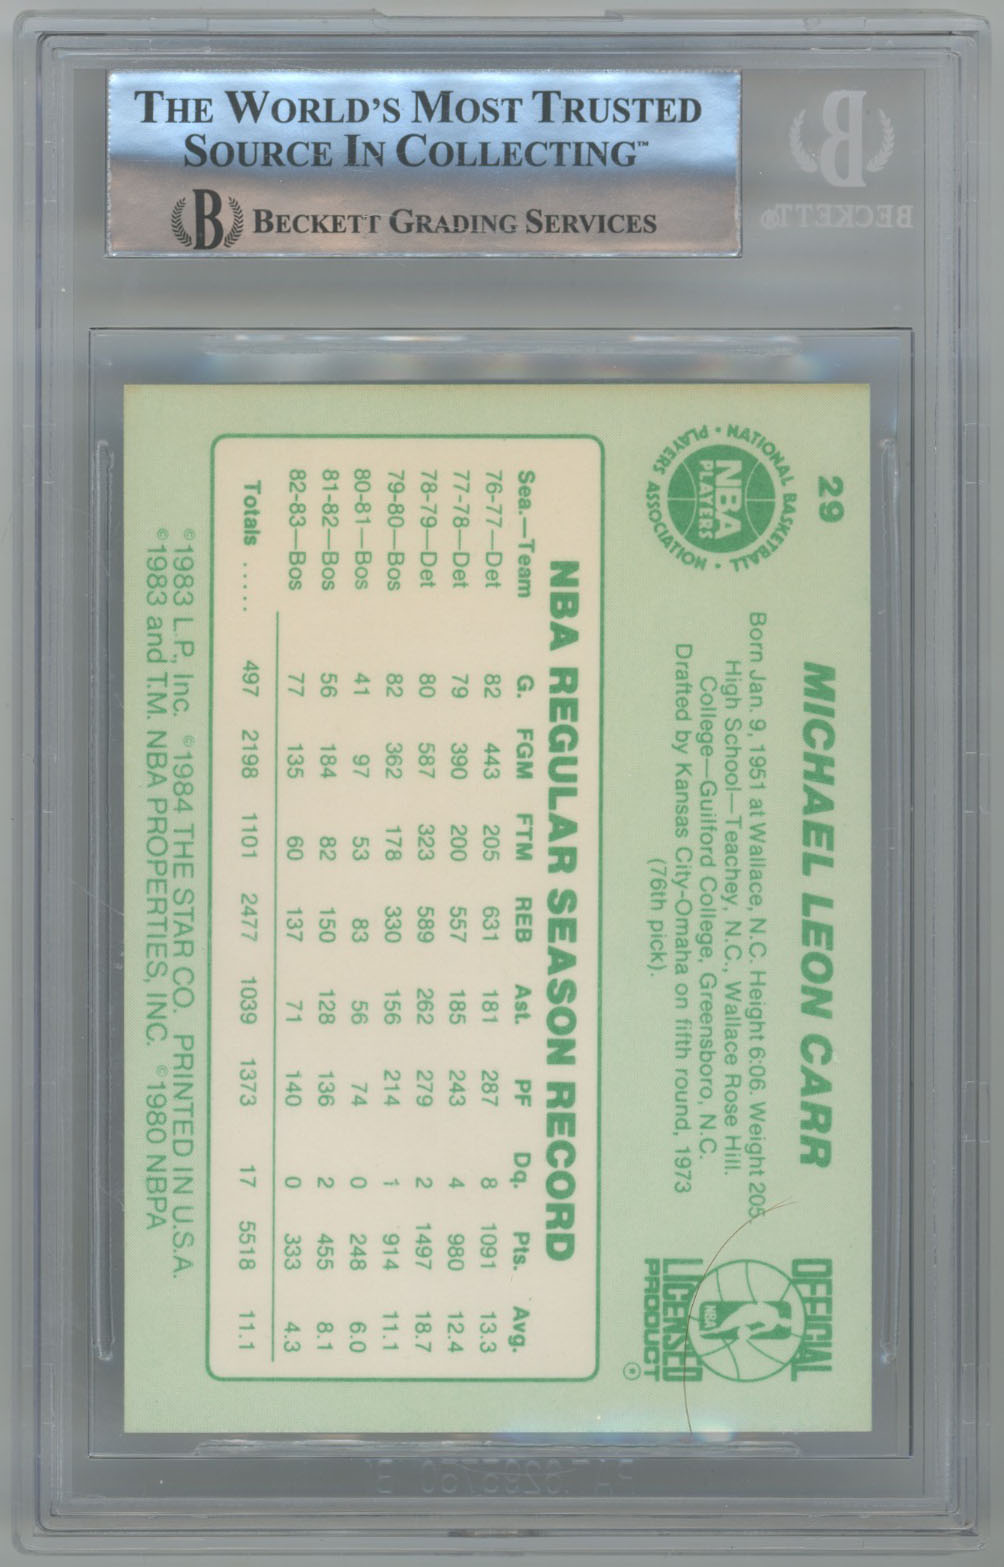 THE WORLD'S MOST TRUSTED
SOURCE IN COLLECTING™
B BECKETT GRADING SERVICES
B
BECKETT®
29
MICHAEL LEON CARR
NATIONAL BASKETBALL PLAYERS ASSOCIATION • PLAYERS •
NBA
PLAYERS
Born Jan. 9, 1951 at Wallace, N.C. Height 6:06. Weight 205.
High School—Teachey, N.C., Wallace Rose Hill.
College—Guilford College, Greensboro, N.C.
Drafted by Kansas City-Omaha on fifth round, 1973
(76th pick).
OFFICIAL
NBA
LICENSED
PRODUCT
®
NBA REGULAR SEASON RECORD
Sea.—Team G. FGM FTM REB Ast. PF Dq. Pts. Avg.
76-77—Det 82 443 205 631 181 287 8 1091 13.3
77-78—Det 79 390 200 557 185 243 4 980 12.4
78-79—Det 80 587 323 589 262 279 2 1497 18.7
79-80—Bos 82 362 178 330 156 214 1 914 11.1
80-81—Bos 41 97 53 83 56 74 0 248 6.0
81-82—Bos 56 184 82 150 128 136 2 455 8.1
82-83—Bos 77 135 60 137 71 140 0 333 4.3
Totals ..... 497 2198 1101 2477 1039 1373 17 5518 11.1
©1983 L.P., Inc. ©1984 THE STAR CO. PRINTED IN U.S.A.
©1983 and T.M. NBA PROPERTIES, INC. ©1980 NBPA